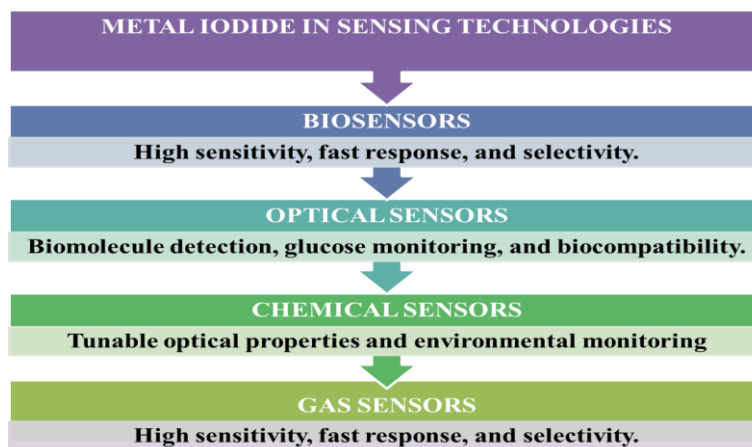 METAL IODIDE IN SENSING TECHNOLOGIES
BIOSENSORS
High sensitivity, fast response, and selectivity.
OPTICAL SENSORS
Biomolecule detection, glucose monitoring, and biocompatibility.
CHEMICAL SENSORS
Tunable optical properties and environmental monitoring
GAS SENSORS
High sensitivity, fast response, and selectivity.